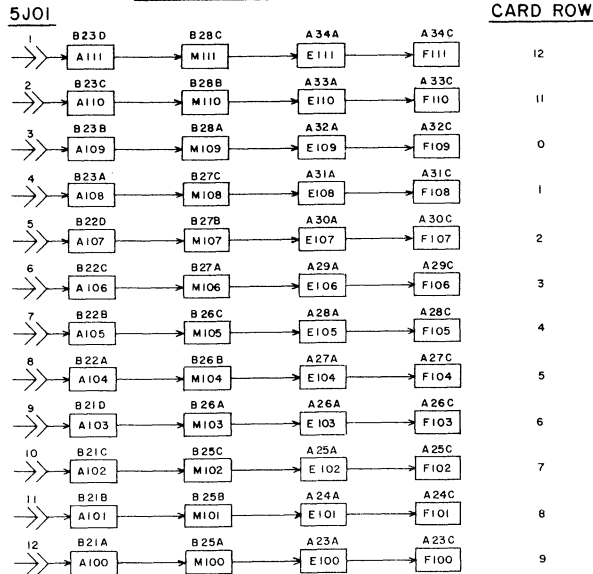 5J01 CARD ROW
1 B23D B28C A34A A34C
A111 M111 E111 F111 12
2 B23C B28B A33A A33C
A110 M110 E110 F110 11
3 B23B B28A A32A A32C
A109 M109 E109 F109 0
4 B23A B27C A31A A31C
A108 M108 E108 F108 1
5 B22D B27B A30A A30C
A107 M107 E107 F107 2
6 B22C B27A A29A A29C
A106 M106 E106 F106 3
7 B22B B26C A28A A28C
A105 M105 E105 F105 4
8 B22A B26B A27A A27C
A104 M104 E104 F104 5
9 B21D B26A A26A A26C
A103 M103 E103 F103 6
10 B21C B25C A25A A25C
A102 M102 E102 F102 7
11 B21B B25B A24A A24C
A101 M101 E101 F101 8
12 B21A B25A A23A A23C
A100 M100 E100 F100 9